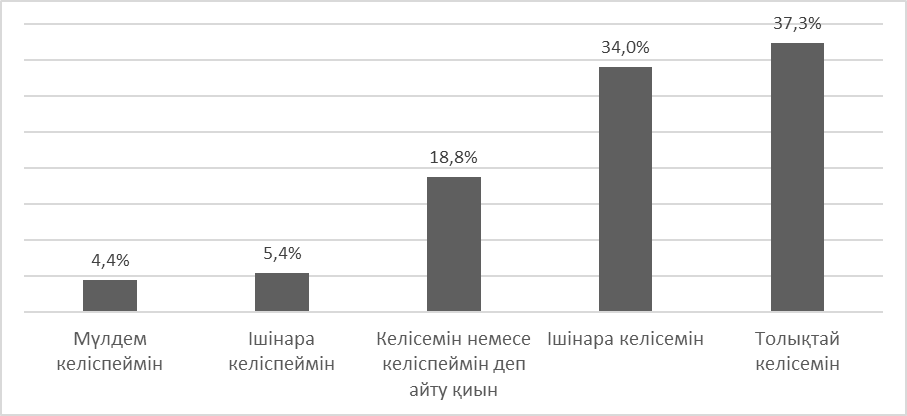 4,4%
5,4%
18,8%
34,0%
37,3%
Мүлдем
келіспеймін
Ішінара
келіспеймін
Келісемін немесе
келіспеймін деп
айту қиын
Ішінара келісемін
Толықтай
келісемін